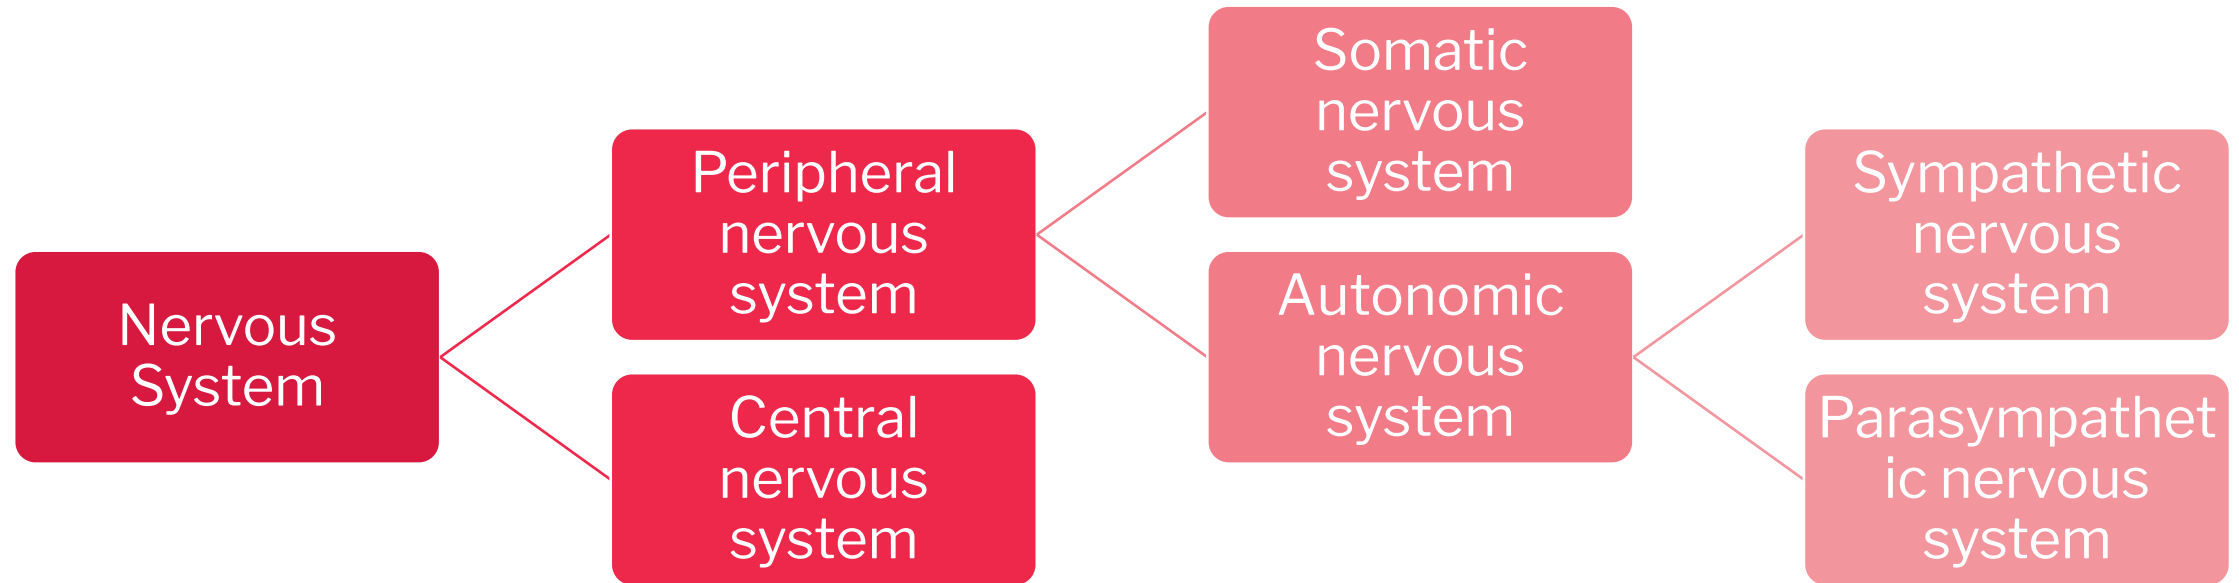 Nervous
System
Peripheral
nervous
system
Central
nervous
system
Somatic
nervous
system
Autonomic
nervous
system
Sympathetic
nervous
system
Parasympathet
ic nervous
system